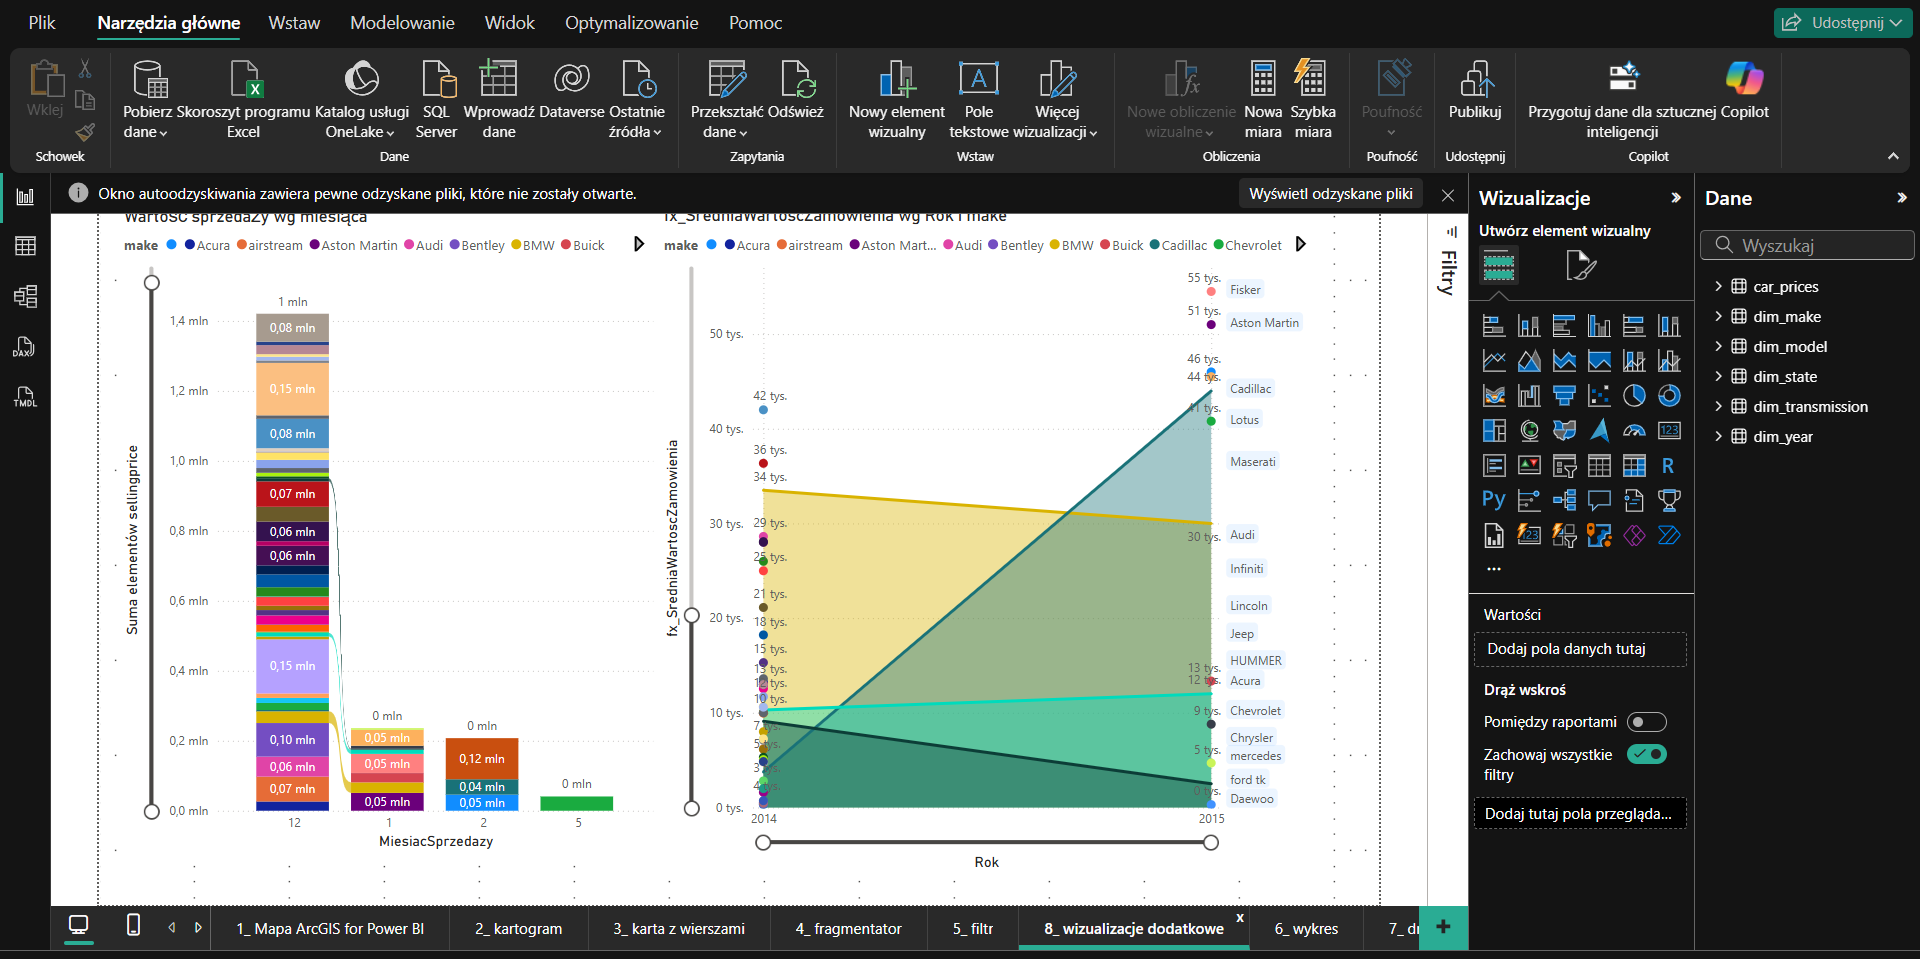 Plik Narzędzia główne Wstaw Modelowanie Widok Optymalizowanie Pomoc Udostępnij
Wklej
Schowek
Pobierz dane
Skoroszyt programu Excel
Katalog usługi OneLake
SQL Server
Wprowadź dane
Dataverse
Ostatnie źródła
Dane
Przekształć dane
Odśwież
Zapytania
Nowy element wizualny
Pole tekstowe
Więcej wizualizacji
Wstaw
Nowe obliczenie wizualne
Nowa miara
Szybka miara
Obliczenia
Poufność
Poufność
Publikuj
Udostępnij
Przygotuj dane dla sztucznej inteligencji
Copilot
Copilot
DAX
TMDL
Okno autoodzyskiwania zawiera pewne odzyskane pliki, które nie zostały otwarte.
Wyświetl odzyskane pliki
Wartość sprzedaży wg miesiąca
make Acura airstream Aston Martin Audi Bentley BMW Buick
Suma elementów sellingprice
1,4 mln
1,2 mln
1,0 mln
0,8 mln
0,6 mln
0,4 mln
0,2 mln
0,0 mln
1 mln
0,08 mln
0,15 mln
0,08 mln
0,07 mln
0,06 mln
0,06 mln
0,15 mln
0,10 mln
0,06 mln
0,07 mln
0 mln
0,05 mln
0,05 mln
0,05 mln
0 mln
0,12 mln
0,04 mln
0,05 mln
0 mln
12 1 2 5
MiesiacSprzedazy
fx_SredniaWartoscZamowienia wg Rok i make
make Acura airstream Aston Mart... Audi Bentley BMW Buick Cadillac Chevrolet
fx_SredniaWartoscZamowienia
50 tys.
40 tys.
30 tys.
20 tys.
10 tys.
0 tys.
42 tys.
36 tys.
34 tys.
29 tys.
25 tys.
21 tys.
18 tys.
15 tys.
13 tys.
12 tys.
10 tys.
7 tys.
5 tys.
3 tys.
4 tys.
55 tys.
51 tys.
46 tys.
44 tys.
41 tys.
30 tys.
13 tys.
12 tys.
9 tys.
5 tys.
0 tys.
Fisker
Aston Martin
Cadillac
Lotus
Maserati
Audi
Infiniti
Lincoln
Jeep
HUMMER
Acura
Chevrolet
Chrysler
mercedes
ford tk
Daewoo
2014 2015
Rok
Filtry
Wizualizacje
Utwórz element wizualny
123
R
Py
123
...
Wartości
Dodaj pola danych tutaj
Drąż wskroś
Pomiędzy raportami
Zachowaj wszystkie
filtry
Dodaj tutaj pola przegląda...
Dane
Wyszukaj
car_prices
dim_make
dim_model
dim_state
dim_transmission
dim_year
1_ Mapa ArcGIS for Power BI 2_ kartogram 3_ karta z wierszami 4_ fragmentator 5_ filtr 8_ wizualizacje dodatkowe x 6_ wykres 7_ +